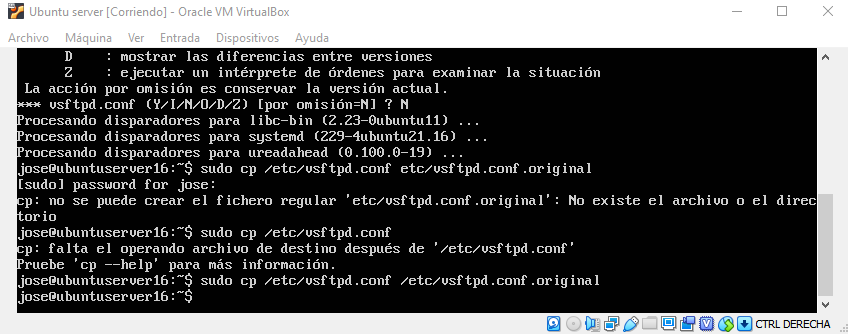 Ubuntu server [Corriendo] - Oracle VM VirtualBox
Archivo Máquina Ver Entrada Dispositivos Ayuda
D : mostrar las diferencias entre versiones
Z : ejecutar un intérprete de órdenes para examinar la situación
La acción por omisión es conservar la versión actual.
*** vsftpd.conf (Y/I/N/O/D/Z) [por omisión=N] ? N
Procesando disparadores para libc-bin (2.23-0ubuntu11) ...
Procesando disparadores para systemd (229-4ubuntu21.16) ...
Procesando disparadores para ureadahead (0.100.0-19) ...
jose@ubuntuserver16:~$ sudo cp /etc/vsftpd.conf etc/vsftpd.conf.original
[sudo] password for jose:
cp: no se puede crear el fichero regular 'etc/vsftpd.conf.original': No existe el archivo o el direc
torio
jose@ubuntuserver16:~$ sudo cp /etc/vsftpd.conf
cp: falta el operando archivo de destino después de '/etc/vsftpd.conf'
Pruebe 'cp --help' para más información.
jose@ubuntuserver16:~$ sudo cp /etc/vsftpd.conf /etc/vsftpd.conf.original
jose@ubuntuserver16:~$
CTRL DERECHA